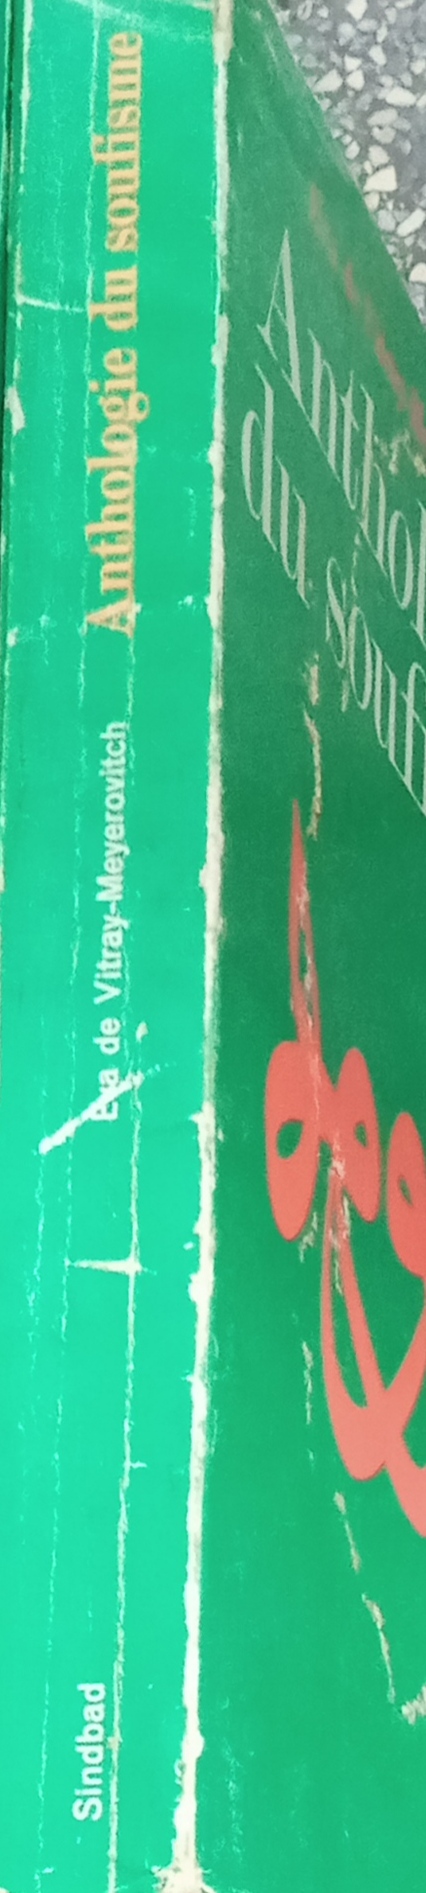 Anthologie du soufisme
Eva de Vitray-Meyerovitch
Sindbad
Anthol
du souf